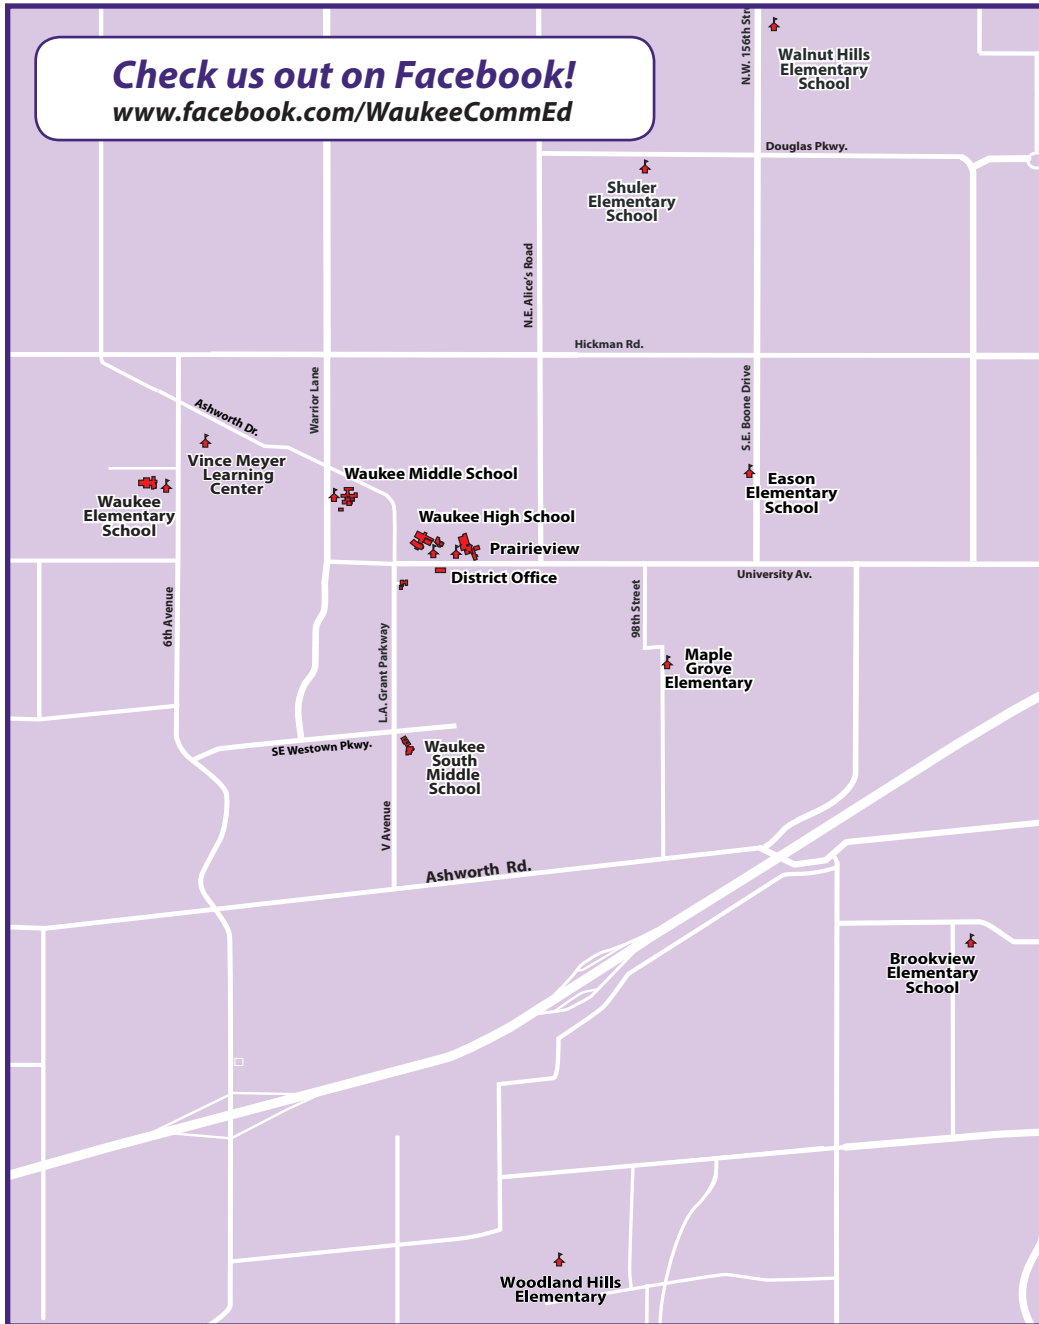 Check us out on Facebook!
www.facebook.com/WaukeeCommEd
N.W. 156th Stre
Walnut Hills
Elementary
School
Douglas Pkwy.
Shuler
Elementary
School
N.E. Alice's Road
Hickman Rd.
Warrior Lane
S.E. Boone Drive
Ashworth Dr.
Vince Meyer
Learning
Center
Waukee Middle School
Eason
Elementary
School
Waukee
Elementary
School
Waukee High School
Prairieview
District Office
University Av.
6th Avenue
98th Street
L.A. Grant Parkway
Maple
Grove
Elementary
SE Westown Pkwy.
Waukee
South
Middle
School
V Avenue
Ashworth Rd.
Brookview
Elementary
School
Woodland Hills
Elementary